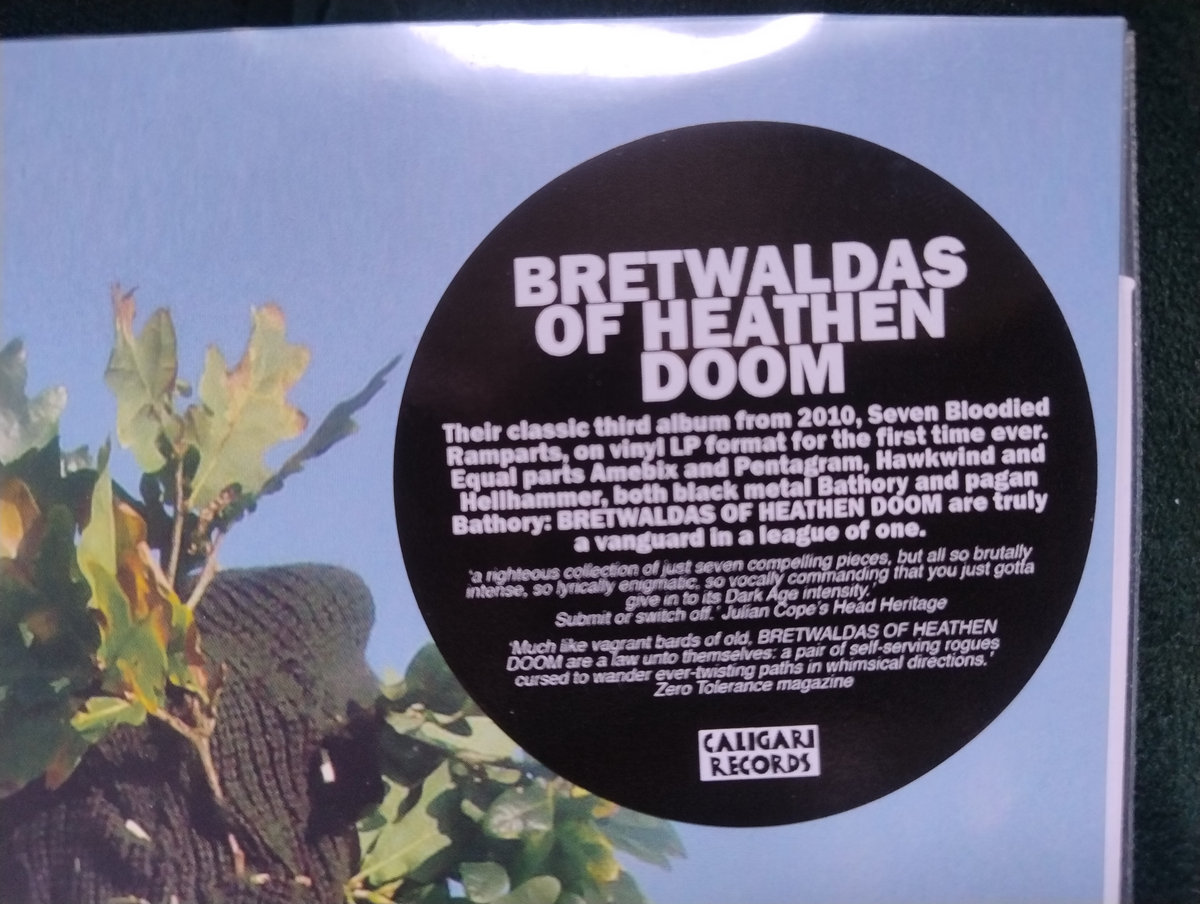 BRETWALDAS
OF HEATHEN
DOOM
Their classic third album from 2010, Seven Bloodied
Ramparts, on vinyl LP format for the first time ever.
Equal parts Amebix and Pentagram, Hawkwind and
Hellhammer, both black metal Bathory and pagan
Bathory: BRETWALDAS OF HEATHEN DOOM are truly
a vanguard in a league of one.
'a righteous collection of just seven compelling pieces, but all so brutally
intense, so lyrically enigmatic, so vocally commanding that you just gotta
give in to its Dark Age intensity.'
Submit or switch off.' Julian Cope's Head Heritage
'Much like vagrant bards of old, BRETWALDAS OF HEATHEN
DOOM are a law unto themselves: a pair of self-serving rogues
cursed to wander ever-twisting paths in whimsical directions.'
Zero Tolerance magazine
CALIGARI
RECORDS